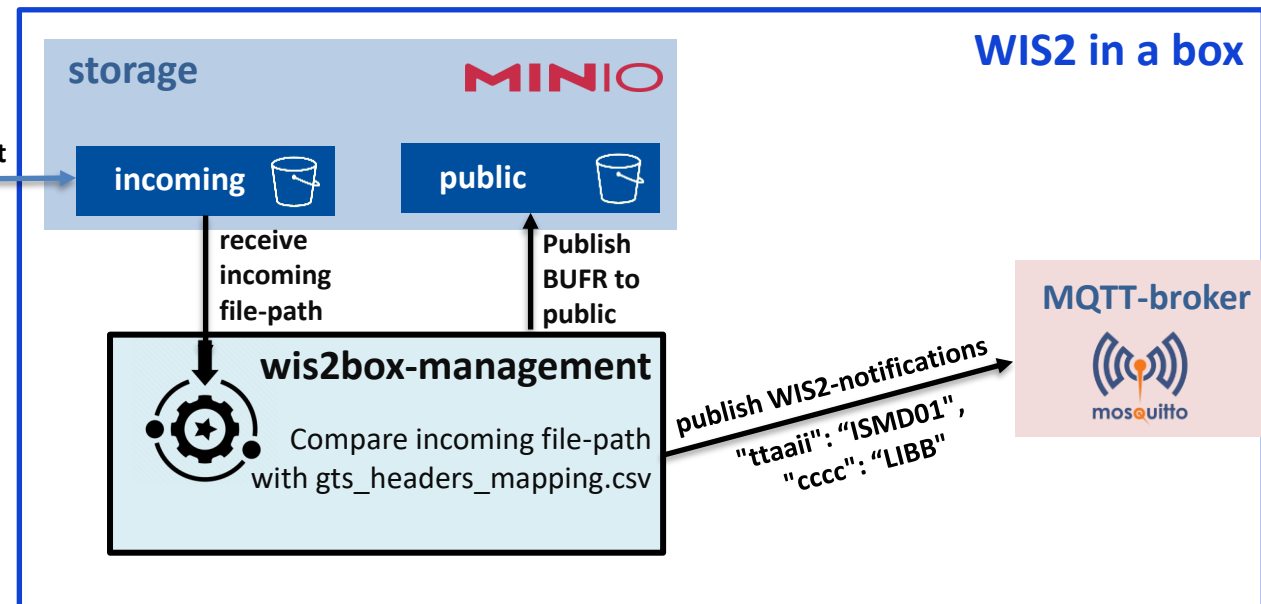 WIS2 in a box
storage
MINIO
t
incoming
public
receive
incoming
file-path
Publish
BUFR to
public
MQTT-broker
mosquitto
wis2box-management
Compare incoming file-path
with gts_headers_mapping.csv
publish WIS2-notifications
"ttaaii": “ISMD01",
"cccc": “LIBB"